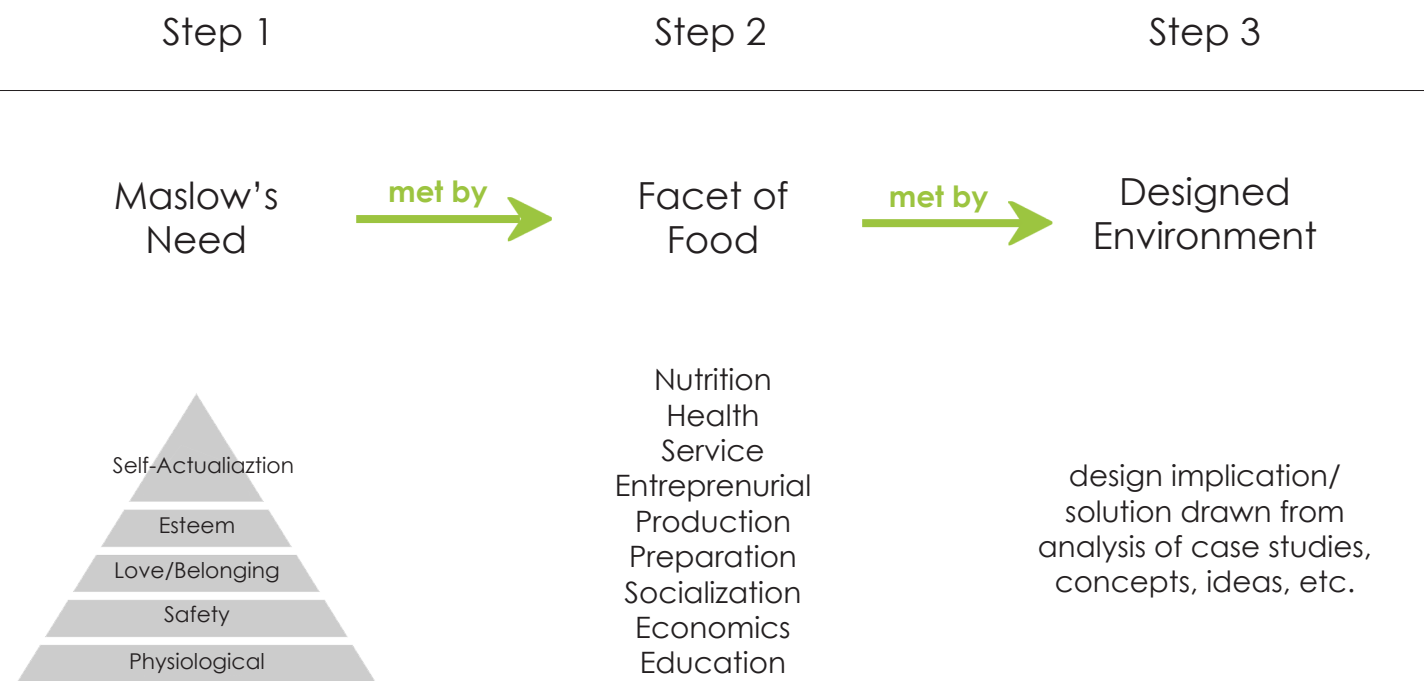 Step 1
Step 2
Step 3
Maslow's
Need
met by
Facet of
Food
met by
Designed
Environment
Self-Actualiaztion
Esteem
Love/Belonging
Safety
Physiological
Nutrition
Health
Service
Entreprenurial
Production
Preparation
Socialization
Economics
Education
design implication/
solution drawn from
analysis of case studies,
concepts, ideas, etc.